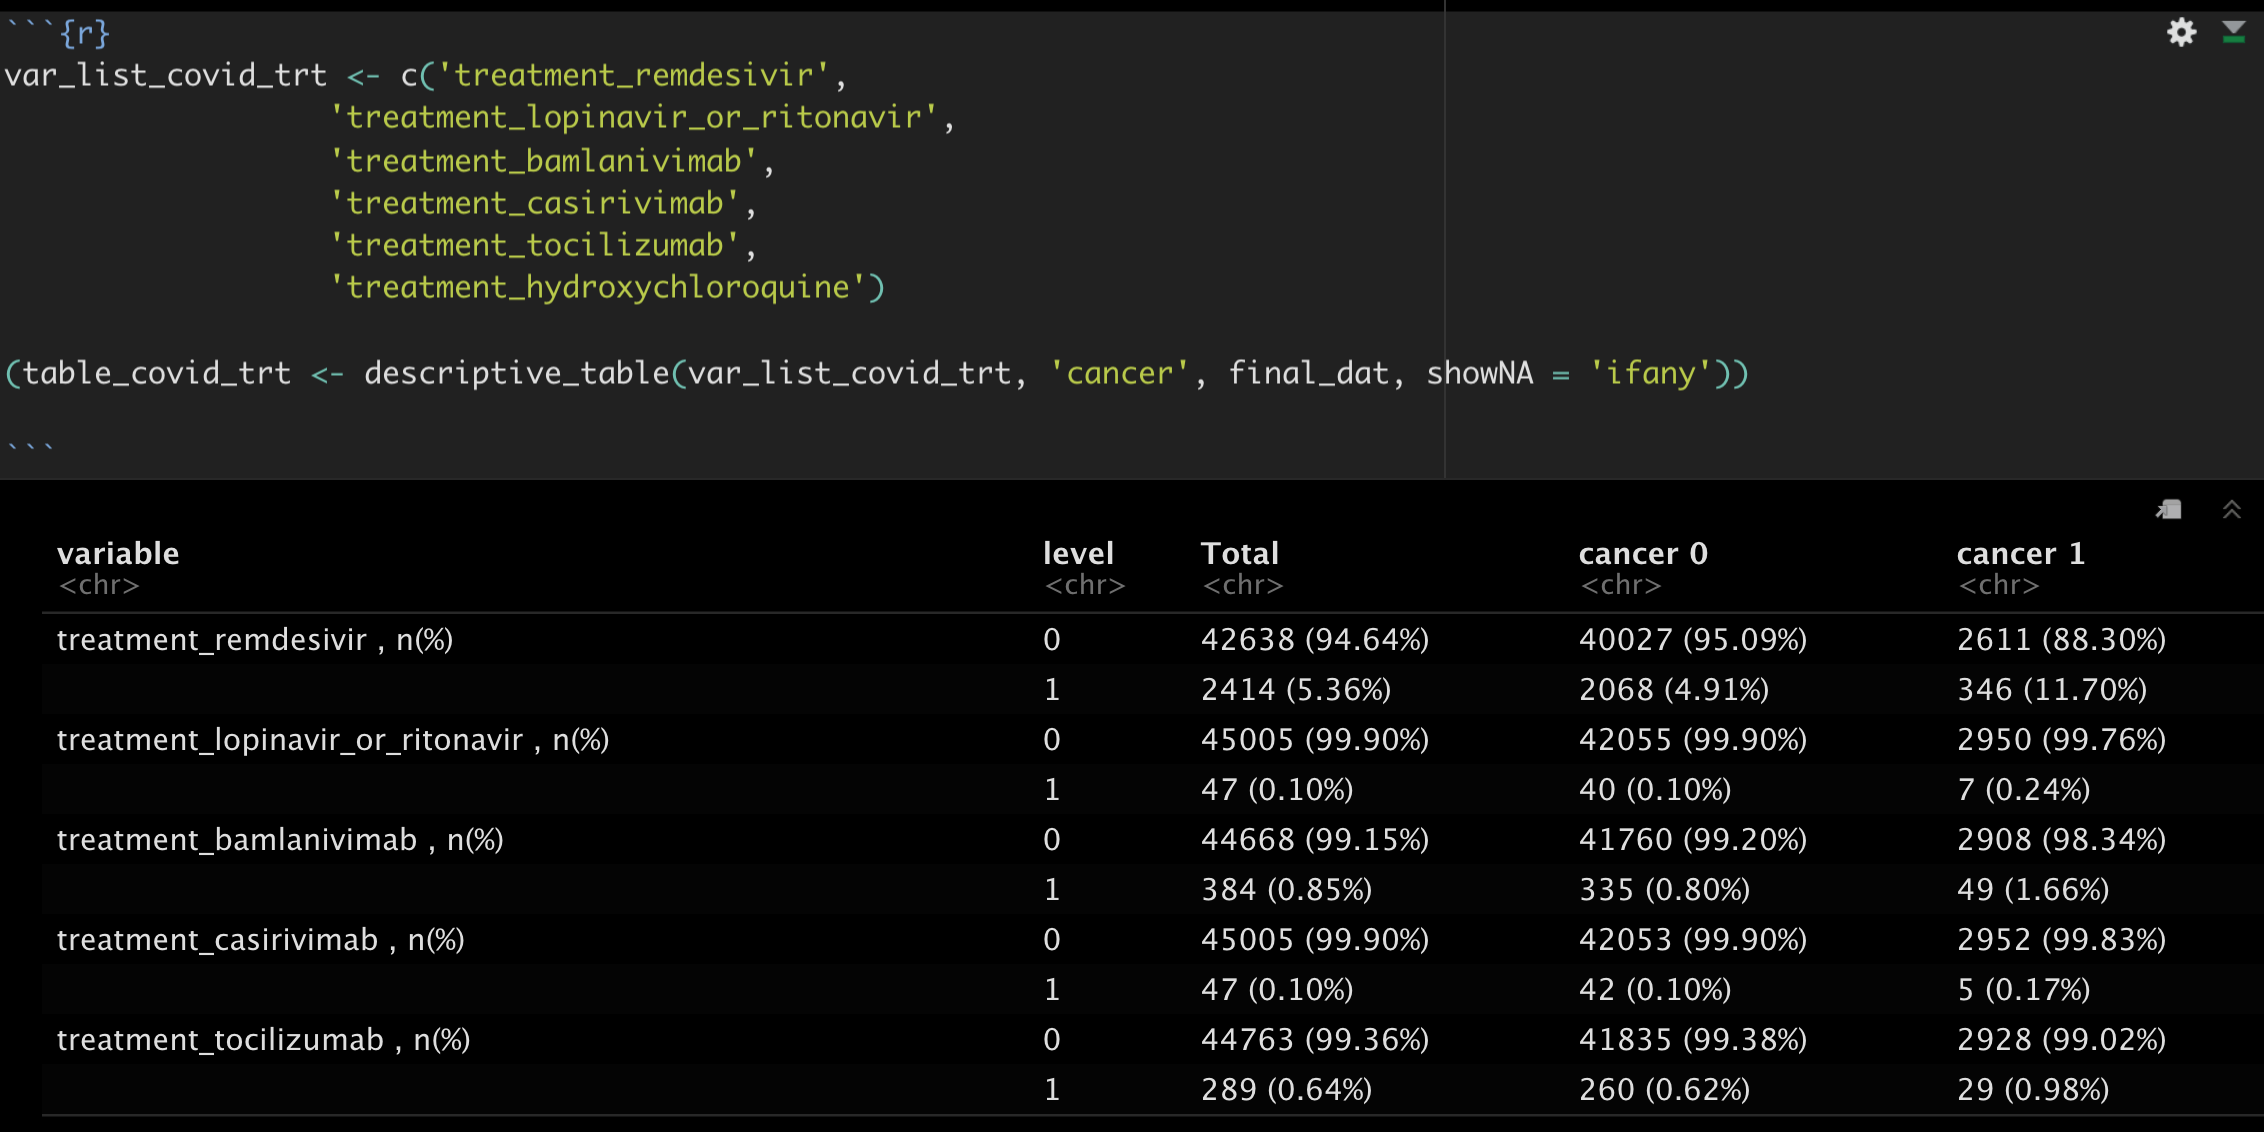 ```{r}
var_list_covid_trt <- c('treatment_remdesivir',
'treatment_lopinavir_or_ritonavir',
'treatment_bamlanivimab',
'treatment_casirivimab',
'treatment_tocilizumab',
'treatment_hydroxychloroquine')
(table_covid_trt <- descriptive_table(var_list_covid_trt, 'cancer', final_dat, showNA = 'ifany'))
```
variable level Total cancer 0 cancer 1
<chr> <chr> <chr> <chr> <chr>
treatment_remdesivir , n(%) 0 42638 (94.64%) 40027 (95.09%) 2611 (88.30%)
1 2414 (5.36%) 2068 (4.91%) 346 (11.70%)
treatment_lopinavir_or_ritonavir , n(%) 0 45005 (99.90%) 42055 (99.90%) 2950 (99.76%)
1 47 (0.10%) 40 (0.10%) 7 (0.24%)
treatment_bamlanivimab , n(%) 0 44668 (99.15%) 41760 (99.20%) 2908 (98.34%)
1 384 (0.85%) 335 (0.80%) 49 (1.66%)
treatment_casirivimab , n(%) 0 45005 (99.90%) 42053 (99.90%) 2952 (99.83%)
1 47 (0.10%) 42 (0.10%) 5 (0.17%)
treatment_tocilizumab , n(%) 0 44763 (99.36%) 41835 (99.38%) 2928 (99.02%)
1 289 (0.64%) 260 (0.62%) 29 (0.98%)